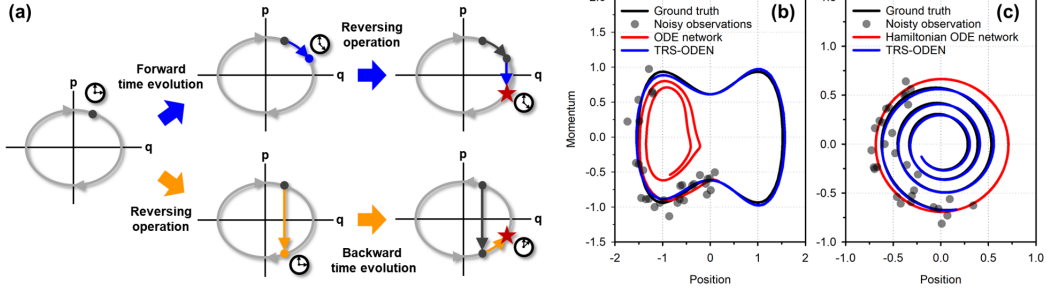 (a)
p
q
Forward
time evolution
Reversing
operation
p
q
Reversing
operation
p
q
p
q
Backward
time evolution
p
q
(b)
Ground truth
Noisy observations
ODE network
TRS-ODEN
Momentum
1.0
0.5
0.0
-0.5
-1.0
-1.5
-2
-1
0
1
2
Position
(c)
Ground truth
Noisty observation
Hamiltonian ODE network
TRS-ODEN
1.0
0.5
0.0
-0.5
-1.0
-1.0
-0.5
0.0
0.5
1.0
Position